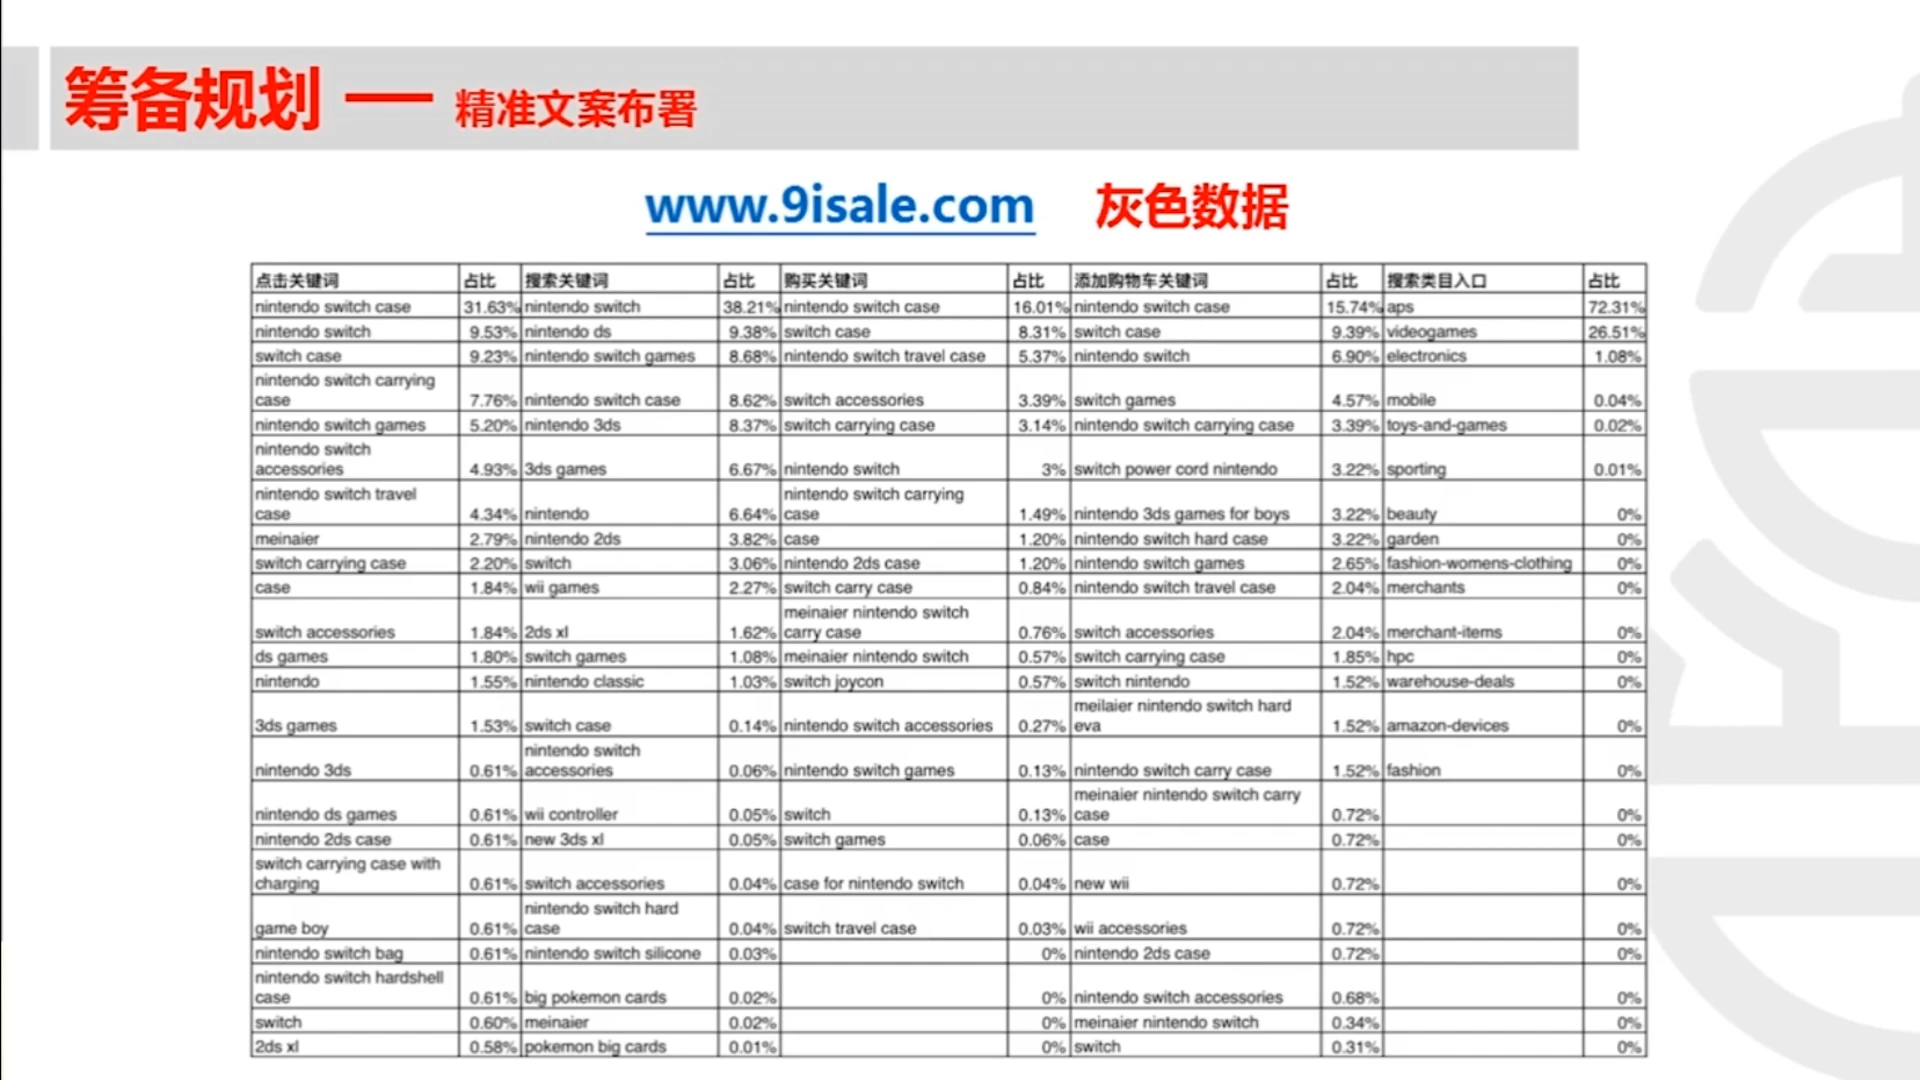 筹备规划 — 精准文案布署
www.9isale.com 灰色数据
点击关键词 占比 搜索关键词 占比 购买关键词 占比 添加购物车关键词 占比 搜索类目入口 占比
nintendo switch case 31.63% nintendo switch 38.21% nintendo switch case 16.01% nintendo switch case 15.74% aps 72.31%
nintendo switch 9.53% nintendo ds 9.38% switch case 8.31% switch case 9.39% videogames 26.51%
switch case 9.23% nintendo switch games 8.68% nintendo switch travel case 5.37% nintendo switch 6.90% electronics 1.08%
nintendo switch carrying
case 7.76% nintendo switch case 8.62% switch accessories 3.39% switch games 4.57% mobile 0.04%
nintendo switch games 5.20% nintendo 3ds 8.37% switch carrying case 3.14% nintendo switch carrying case 3.39% toys-and-games 0.02%
nintendo switch
accessories 4.93% 3ds games 6.67% nintendo switch 3% switch power cord nintendo 3.22% sporting 0.01%
nintendo switch travel nintendo switch carrying
case 4.34% nintendo 6.64% case 1.49% nintendo 3ds games for boys 3.22% beauty 0%
meinaier 2.79% nintendo 2ds 3.82% case 1.20% nintendo switch hard case 3.22% garden 0%
switch carrying case 2.20% switch 3.06% nintendo 2ds case 1.20% nintendo switch games 2.65% fashion-womens-clothing 0%
case 1.84% wii games 2.27% switch carry case 0.84% nintendo switch travel case 2.04% merchants 0%
meinaier nintendo switch
switch accessories 1.84% 2ds xl 1.62% carry case 0.76% switch accessories 2.04% merchant-items 0%
ds games 1.80% switch games 1.08% meinaier nintendo switch 0.57% switch carrying case 1.85% hpc 0%
nintendo 1.55% nintendo classic 1.03% switch joycon 0.57% switch nintendo 1.52% warehouse-deals 0%
meilaier nintendo switch hard
3ds games 1.53% switch case 0.14% nintendo switch accessories 0.27% eva 1.52% amazon-devices 0%
nintendo switch
nintendo 3ds 0.61% accessories 0.06% nintendo switch games 0.13% nintendo switch carry case 1.52% fashion 0%
meinaier nintendo switch carry
nintendo ds games 0.61% wii controller 0.05% switch 0.13% case 0.72% 0%
nintendo 2ds case 0.61% new 3ds xl 0.05% switch games 0.06% case 0.72% 0%
switch carrying case with
charging 0.61% switch accessories 0.04% case for nintendo switch 0.04% new wii 0.72% 0%
nintendo switch hard
game boy 0.61% case 0.04% switch travel case 0.03% wii accessories 0.72% 0%
nintendo switch bag 0.61% nintendo switch silicone 0.03% 0% nintendo 2ds case 0.72% 0%
nintendo switch hardshell
case 0.61% big pokemon cards 0.02% 0% nintendo switch accessories 0.68% 0%
switch 0.60% meinaier 0.02% 0% meinaier nintendo switch 0.34% 0%
2ds xl 0.58% pokemon big cards 0.01% 0% switch 0.31% 0%